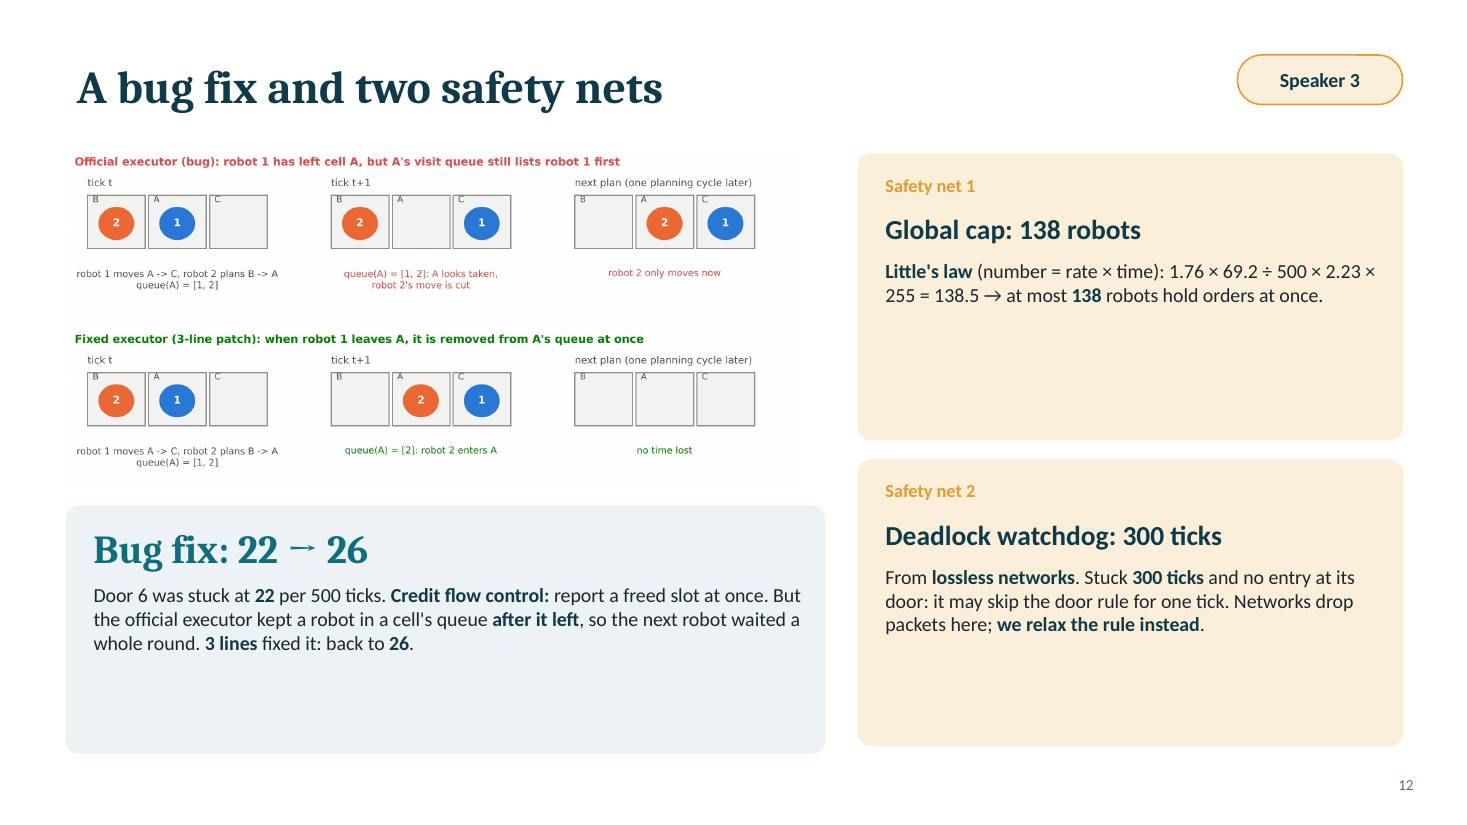 A bug fix and two safety nets
Speaker 3
Official executor (bug): robot 1 has left cell A, but A's visit queue still lists robot 1 first
tick t
tick t+1
next plan (one planning cycle later)
B A C
B A C
B A C
2 1
2 1
2 1
robot 1 moves A -> C, robot 2 plans B -> A
queue(A) = [1, 2]
queue(A) = [1, 2]: A looks taken,
robot 2's move is cut
robot 2 only moves now
Fixed executor (3-line patch): when robot 1 leaves A, it is removed from A's queue at once
tick t
tick t+1
next plan (one planning cycle later)
B A C
B A C
B A C
2 1
2 1
robot 1 moves A -> C, robot 2 plans B -> A
queue(A) = [1, 2]
queue(A) = [2]: robot 2 enters A
no time lost
Bug fix: 22 → 26
Door 6 was stuck at 22 per 500 ticks. Credit flow control: report a freed slot at once. But
the official executor kept a robot in a cell's queue after it left, so the next robot waited a
whole round. 3 lines fixed it: back to 26.
Safety net 1
Global cap: 138 robots
Little's law (number = rate × time): 1.76 × 69.2 ÷ 500 × 2.23 ×
255 = 138.5 → at most 138 robots hold orders at once.
Safety net 2
Deadlock watchdog: 300 ticks
From lossless networks. Stuck 300 ticks and no entry at its
door: it may skip the door rule for one tick. Networks drop
packets here; we relax the rule instead.
12